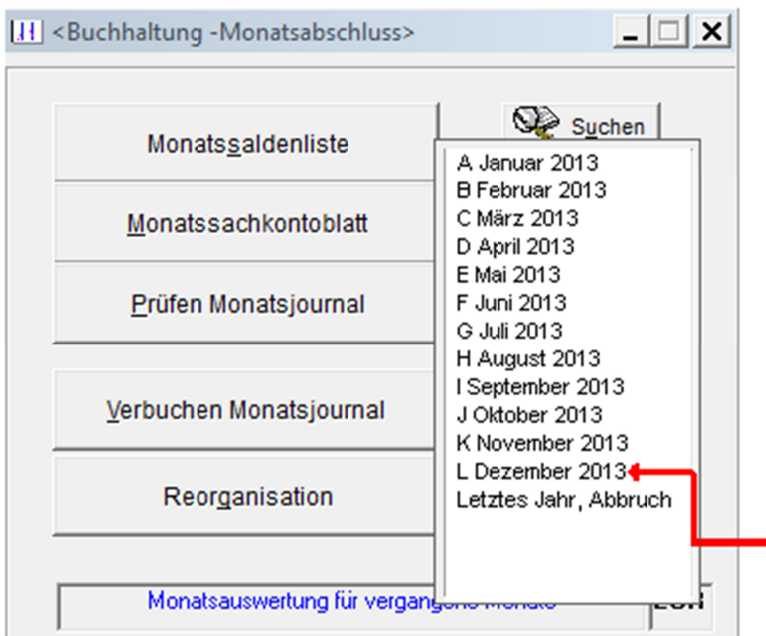 <Buchhaltung -Monatsabschluss>
Monatssaldenliste
Monatssachkontoblatt
Prüfen Monatsjournal
Verbuchen Monatsjournal
Reorganisation
Suchen
A Januar 2013
B Februar 2013
C März 2013
D April 2013
E Mai 2013
F Juni 2013
G Juli 2013
H August 2013
I September 2013
J Oktober 2013
K November 2013
L Dezember 2013
Letztes Jahr, Abbruch
Monatsauswertung für vergangene Monate